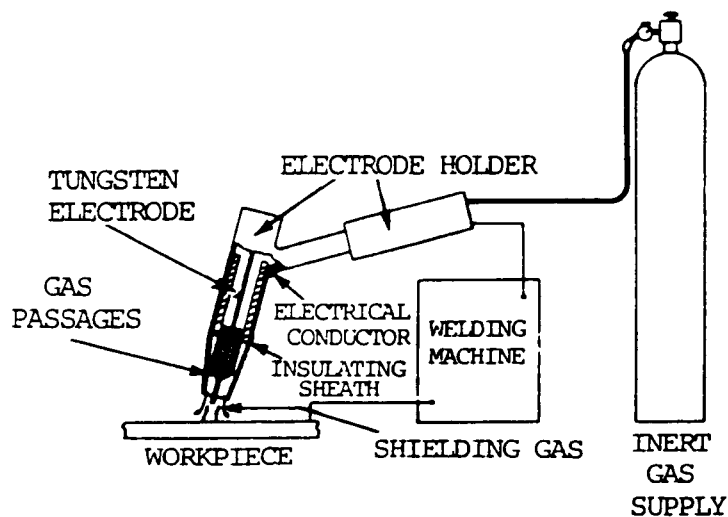 ELECTRODE HOLDER
TUNGSTEN
ELECTRODE
GAS
PASSAGES
ELECTRICAL
CONDUCTOR
INSULATING
SHEATH
WELDING
MACHINE
WORKPIECE
SHIELDING GAS
INERT
GAS
SUPPLY